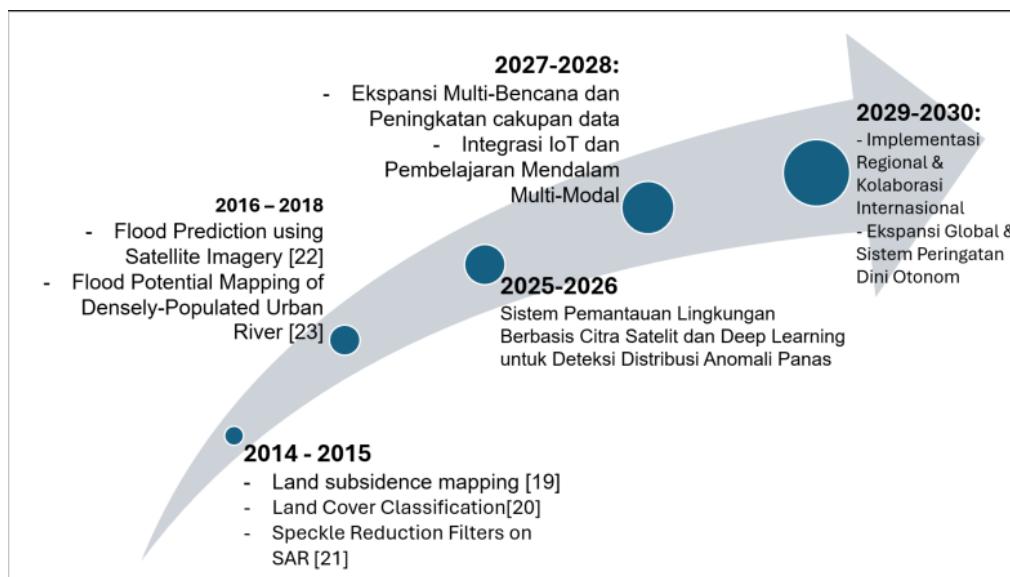 2014 - 2015
- Land subsidence mapping [19]
- Land Cover Classification[20]
- Speckle Reduction Filters on
SAR [21]
2016 – 2018
- Flood Prediction using
Satellite Imagery [22]
- Flood Potential Mapping of
Densely-Populated Urban
River [23]
2025-2026
Sistem Pemantauan Lingkungan
Berbasis Citra Satelit dan Deep Learning
untuk Deteksi Distribusi Anomali Panas
2027-2028:
- Ekspansi Multi-Bencana dan
Peningkatan cakupan data
- Integrasi IoT dan
Pembelajaran Mendalam
Multi-Modal
2029-2030:
- Implementasi
Regional &
Kolaborasi
Internasional
- Ekspansi Global &
Sistem Peringatan
Dini Otonom